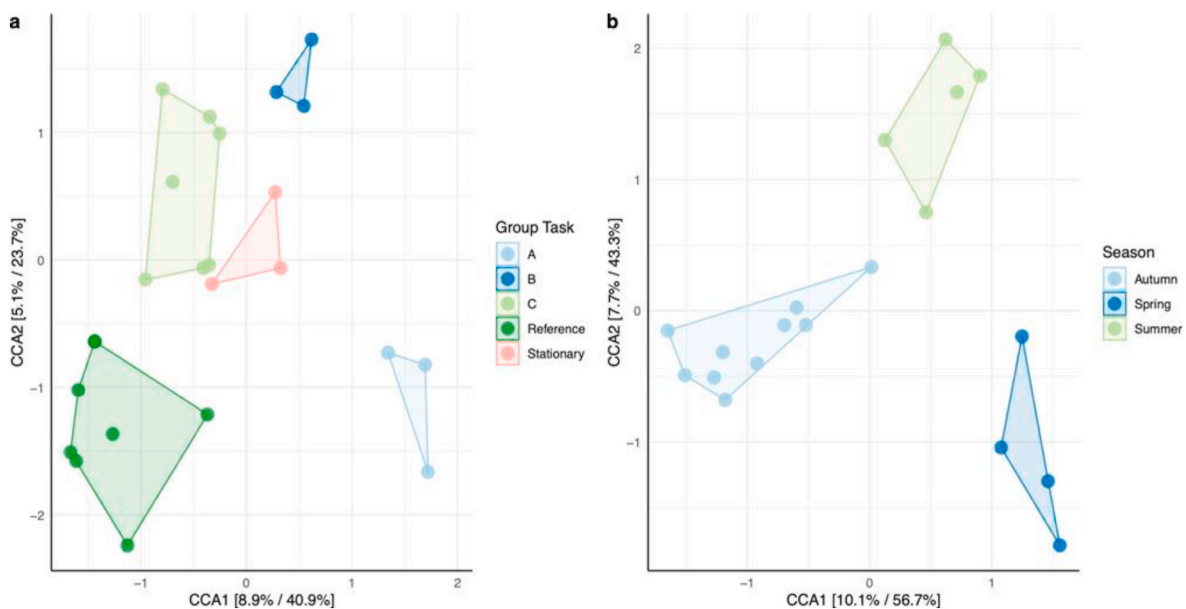 a
CCA2 [5.1% / 23.7%]
1
0
−1
−2
−1
0
1
2
CCA1 [8.9% / 40.9%]
Group Task
A
B
C
Reference
Stationary
b
CCA2 [7.7% / 43.3%]
2
1
0
−1
−1
0
1
CCA1 [10.1% / 56.7%]
Season
Autumn
Spring
Summer